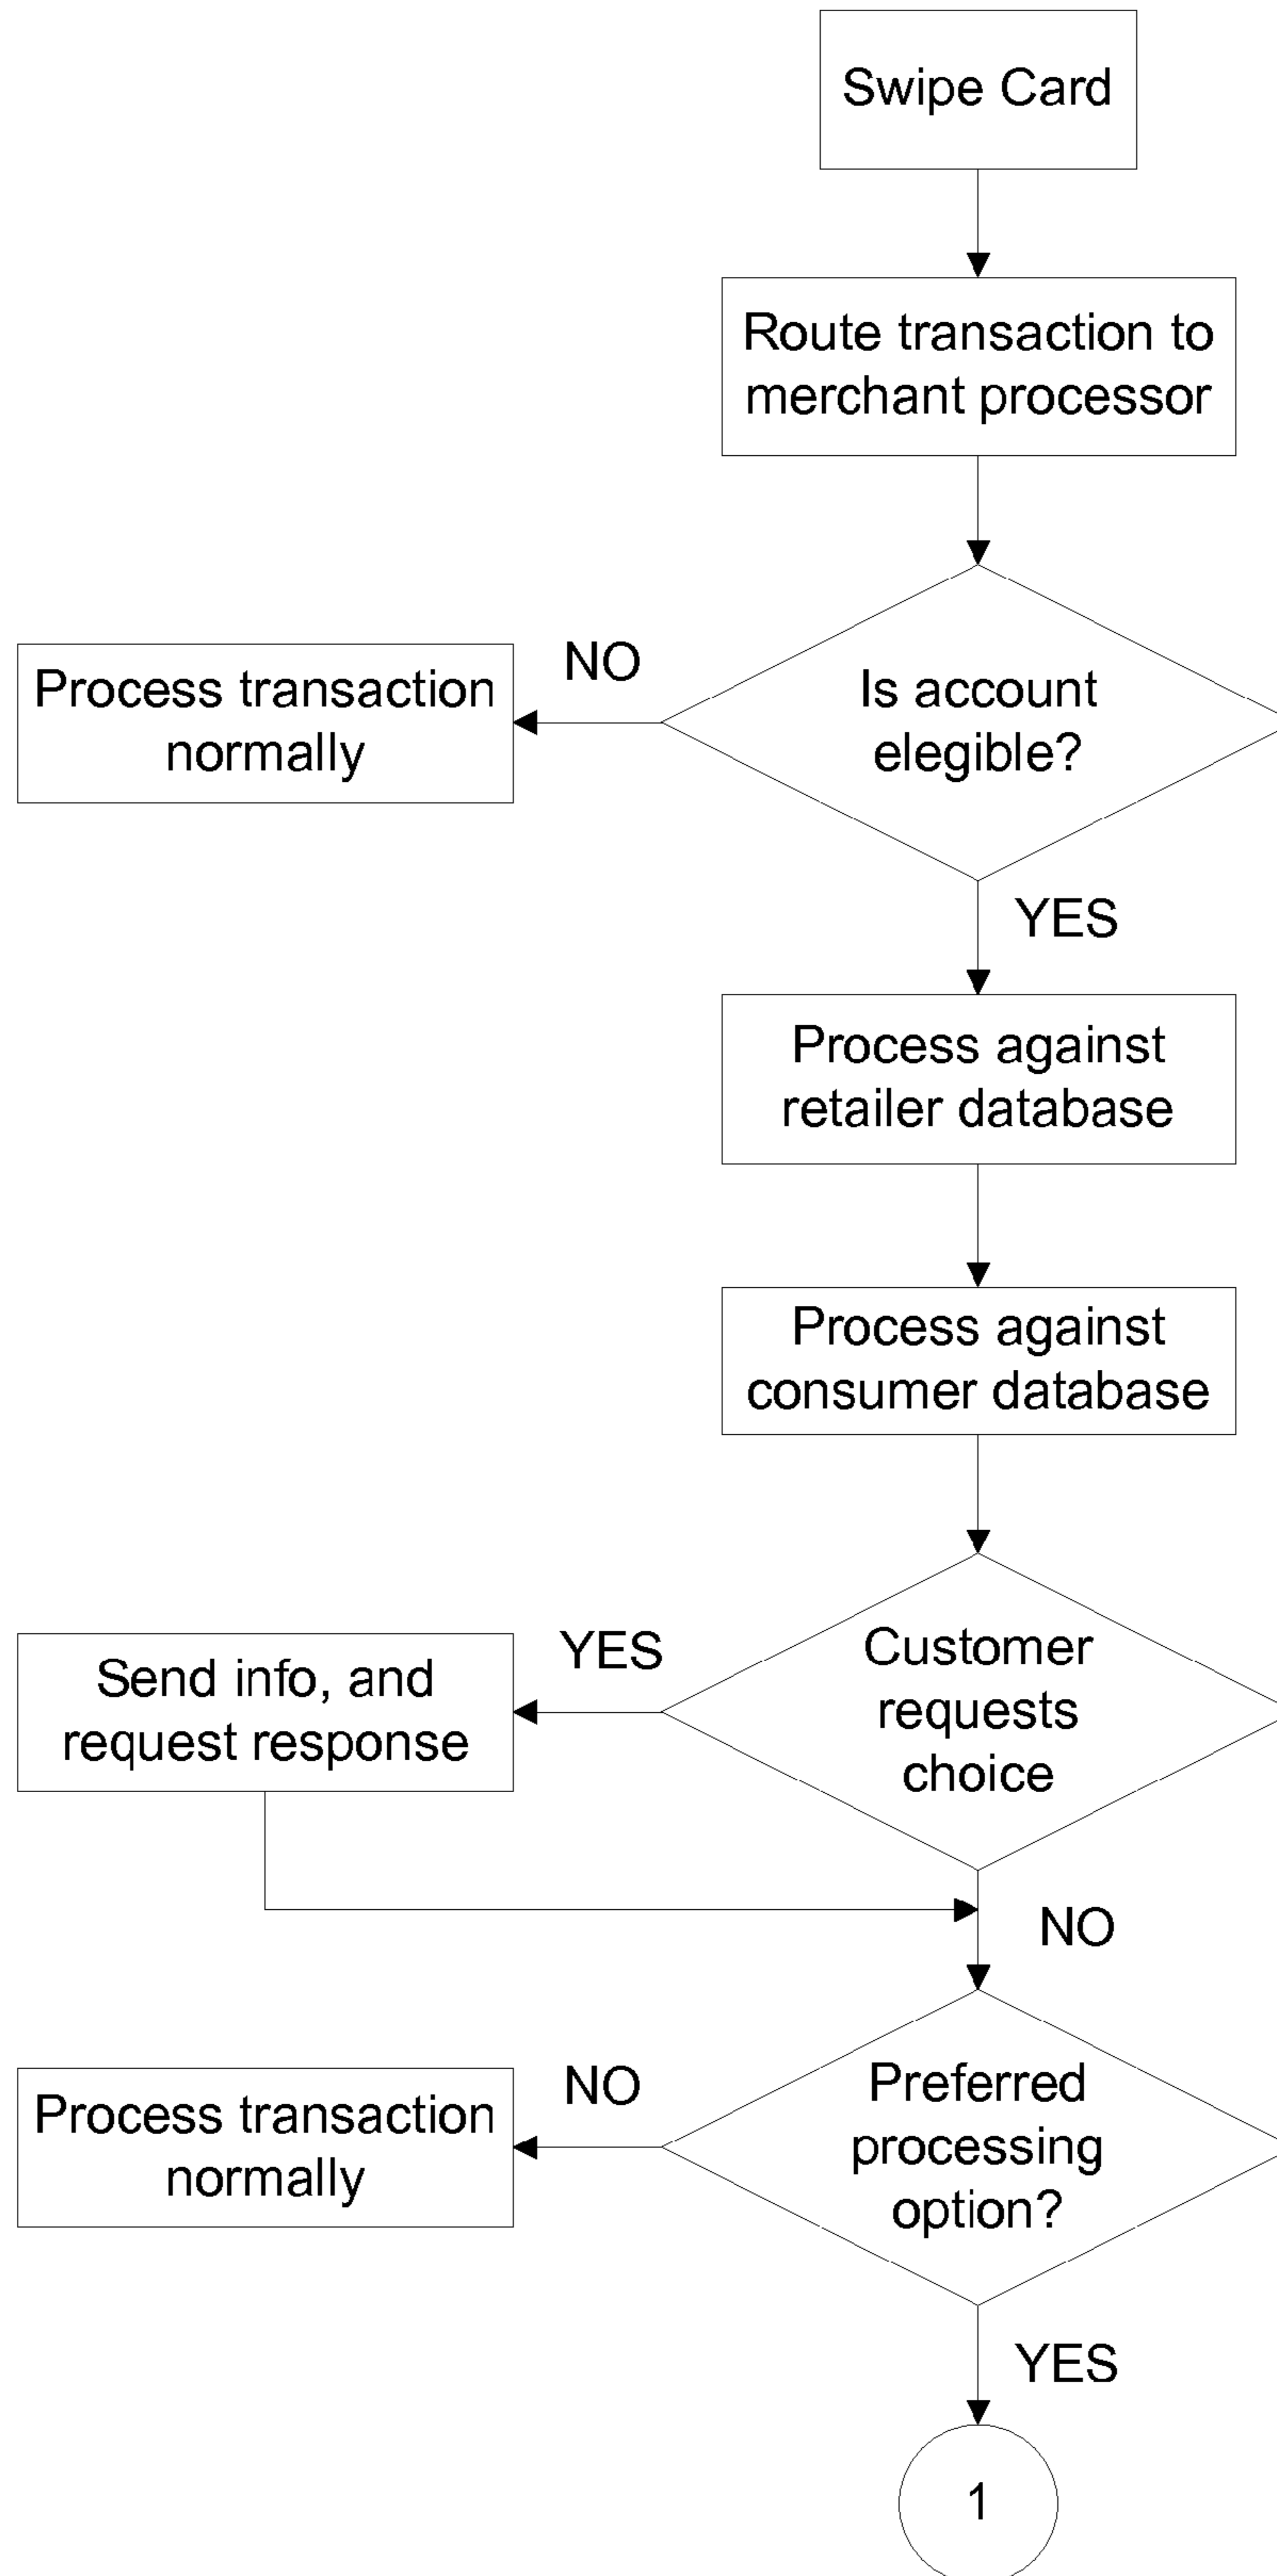 Swipe Card
Route transaction to
merchant processor
NO
Process transaction
normally
Is account
elegible?
YES
Process against
retailer database
Process against
consumer database
YES
Send info, and
request response
Customer
requests
choice
NO
NO
Process transaction
normally
Preferred
processing
option?
YES
1